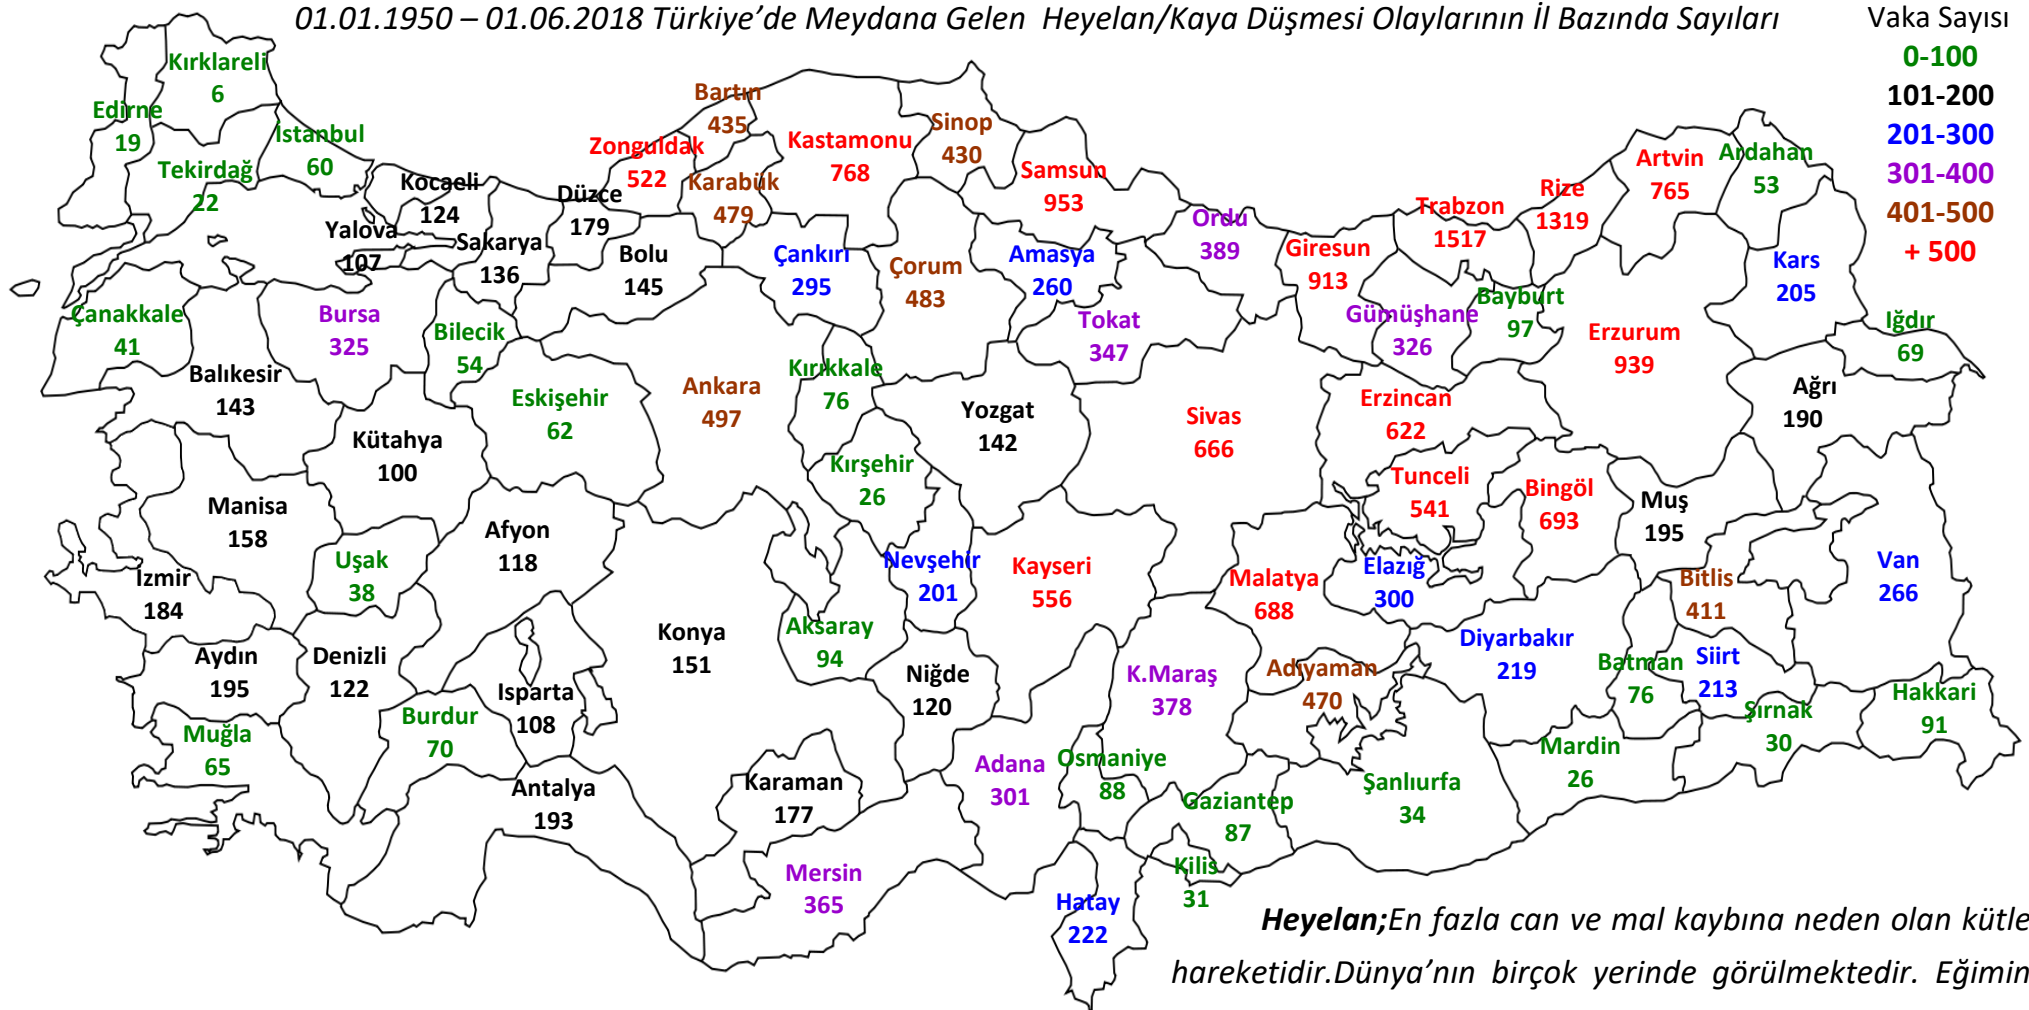 01.01.1950 – 01.06.2018 Türkiye’de Meydana Gelen Heyelan/Kaya Düşmesi Olaylarının İl Bazında Sayıları
Vaka Sayısı
0-100
101-200
201-300
301-400
401-500
+ 500
Kırklareli
6
Edirne
19
Tekirdağ
22
İstanbul
60
Kocaeli
124
Yalova
107
Sakarya
136
Düzce
179
Bolu
145
Zonguldak
522
Bartın
435
Karabük
479
Kastamonu
768
Sinop
430
Samsun
953
Çankırı
295
Çorum
483
Amasya
260
Tokat
347
Ordu
389
Giresun
913
Trabzon
1517
Rize
1319
Artvin
765
Ardahan
53
Kars
205
Iğdır
69
Ağrı
190
Gümüşhane
326
Bayburt
97
Erzurum
939
Erzincan
622
Çanakkale
41
Balıkesir
143
Bursa
325
Bilecik
54
Eskişehir
62
Kütahya
100
Ankara
497
Kırıkkale
76
Kırşehir
26
Yozgat
142
Sivas
666
Tunceli
541
Bingöl
693
Muş
195
Manisa
158
İzmir
184
Uşak
38
Afyon
118
Konya
151
Aksaray
94
Nevşehir
201
Kayseri
556
Malatya
688
Elazığ
300
Bitlis
411
Van
266
Aydın
195
Denizli
122
Isparta
108
Burdur
70
Muğla
65
Antalya
193
Karaman
177
Mersin
365
Niğde
120
Adana
301
K.Maraş
378
Osmaniye
88
Adıyaman
470
Gaziantep
87
Kilis
31
Hatay
222
Şanlıurfa
34
Diyarbakır
219
Batman
76
Siirt
213
Şırnak
30
Hakkari
91
Mardin
26
Heyelan;En fazla can ve mal kaybına neden olan kütle
hareketidir.Dünya’nın birçok yerinde görülmektedir. Eğimin